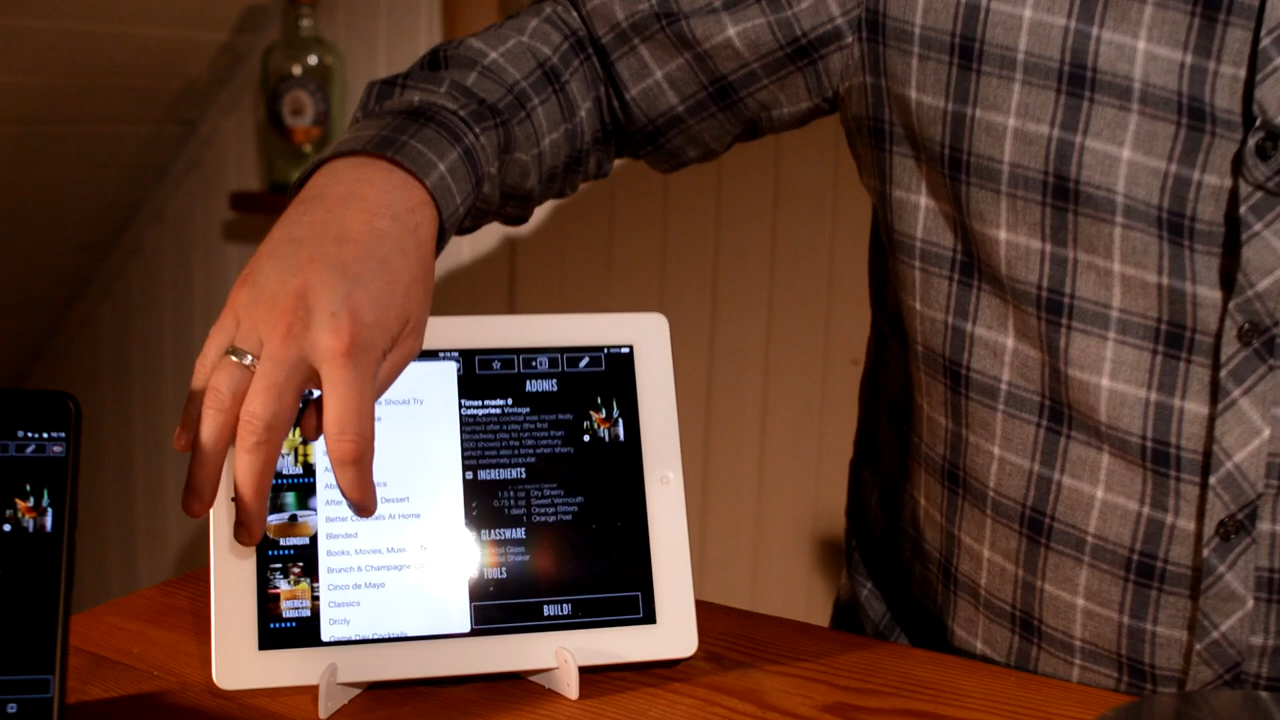 ADONIS
Times made: 0
Categories: Vintage
The Adonis cocktail was most likely
named after a play (the first
Broadway play to run more than
500 shows) in the 19th century,
which was also a time when sherry
was extremely popular.
INGREDIENTS
1.5 fl. oz Dry Sherry
0.75 fl. oz Sweet Vermouth
1 dash Orange Bitters
1 Orange Peel
GLASSWARE
TOOLS
BUILD!
Should Try
After Dessert
Better Cocktails At Home
Blended
Books, Movies, Music
Brunch & Champagne
Cinco de Mayo
Classics
Drizly
Game Day Cocktails
ALASKA
ALGONQUIN
AMERICAN
VARIATION